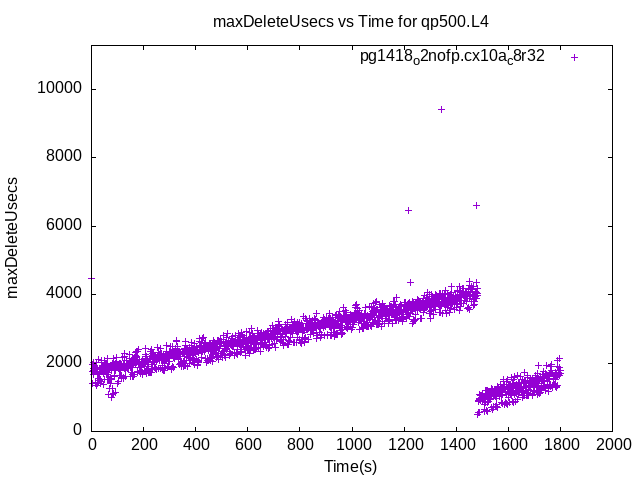 maxDeleteUsecs vs Time for qp500.L4
pg1418o2nofp.cx10ac8r32
10000
8000
6000
4000
2000
0
maxDeleteUsecs
0 200 400 600 800 1000 1200 1400 1600 1800 2000
Time(s)